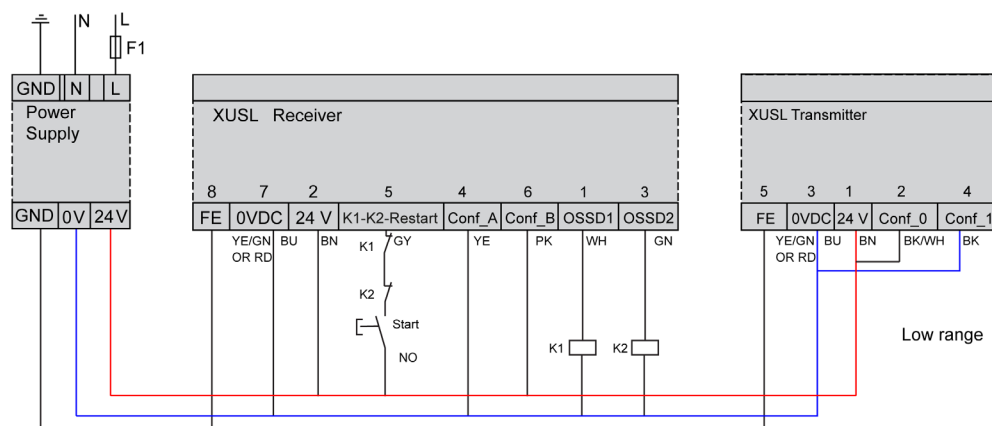 N L
F1
GND N L
Power
Supply
XUSL Receiver
XUSL Transmitter
8 7 2 5 4 6 1 3
5 3 1 2 4
GND 0V 24 V
FE 0VDC 24 V K1-K2-Restart Conf_A Conf_B OSSD1 OSSD2
FE 0VDC 24 V Conf_0 Conf_1
YE/GN BU BN K1 GY YE PK WH GN
OR RD
YE/GN BU BN BK/WH BK
OR RD
K2
Start
NO
K1 K2
Low range